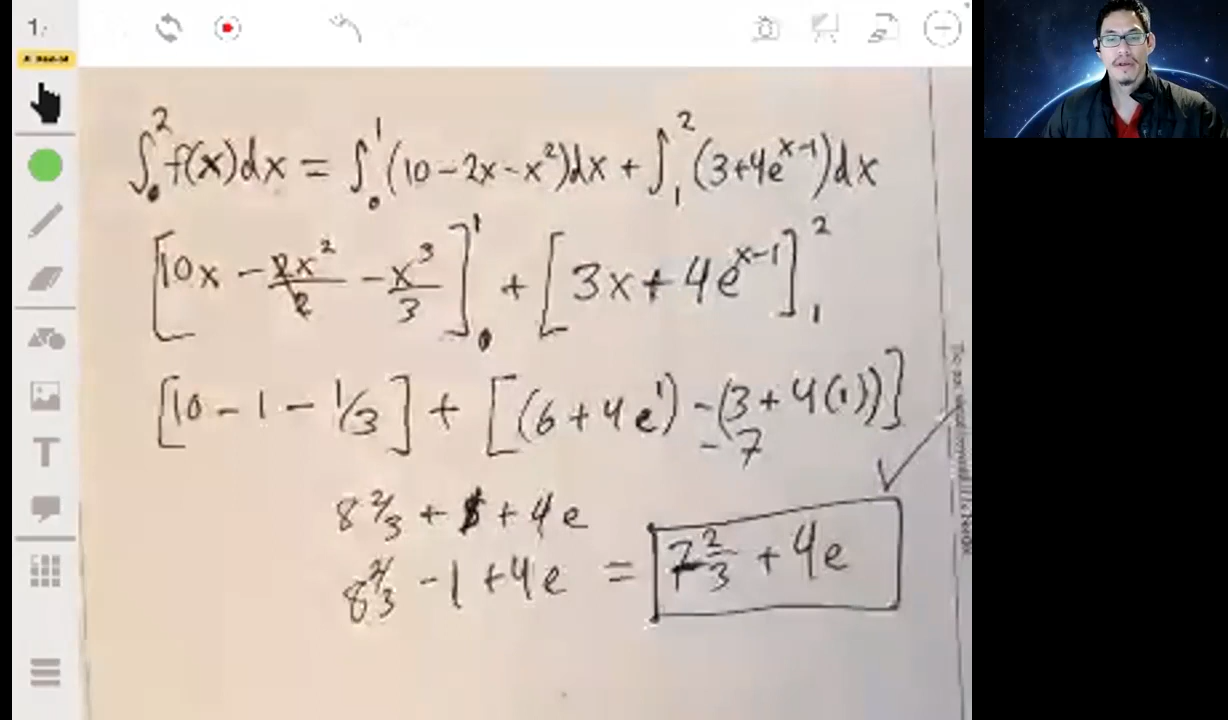 1.
∫₀² f(x)dx = ∫₀¹ (10-2x-x²)dx + ∫₁² (3+4e^(x-1))dx
[10x - 2x²/2 - x³/3]₀¹ + [3x+4e^(x-1)]₁²
[10 - 1 - 1/3] + [(6+4e¹) - (3+4(1))]
-7
8 2/3 + + 4e
8 2/3 - 1 + 4e = 7 2/3 + 4e
T